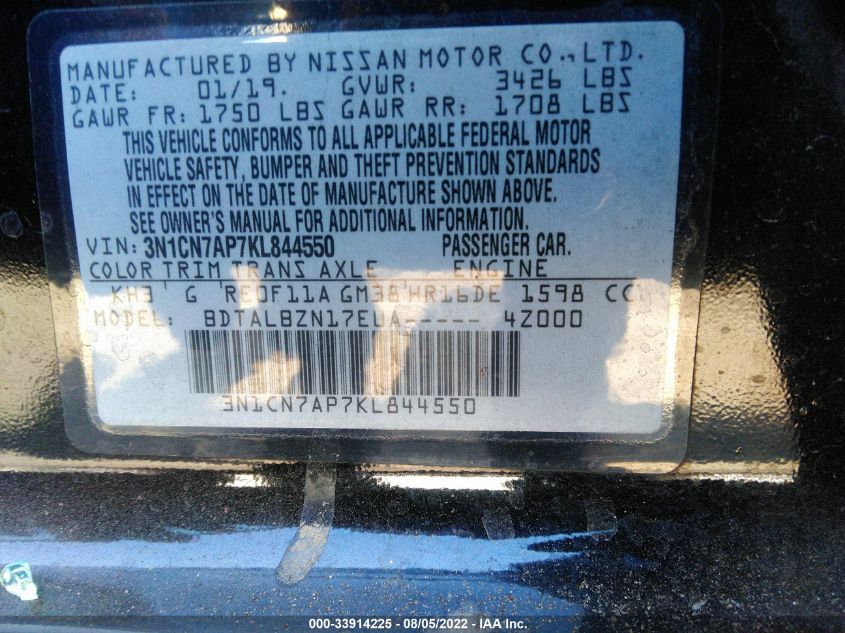 MANUFACTURED BY NISSAN MOTOR CO., LTD.
DATE: 01/19. GVWR: 3426 LBS
GAWR FR: 1750 LBS GAWR RR: 1708 LBS
THIS VEHICLE CONFORMS TO ALL APPLICABLE FEDERAL MOTOR
VEHICLE SAFETY, BUMPER AND THEFT PREVENTION STANDARDS
IN EFFECT ON THE DATE OF MANUFACTURE SHOWN ABOVE.
SEE OWNER'S MANUAL FOR ADDITIONAL INFORMATION.
VIN: 3N1CN7AP7KL844550 PASSENGER CAR.
COLOR TRIM TRANS AXLE ENGINE
KH3 G RE0F11A GM38 HR16DE 1598 CC
MODEL: BDTALBZN17EUA----- 4Z000
3N1CN7AP7KL844550
000-33914225 - 08/05/2022 - IAA Inc.